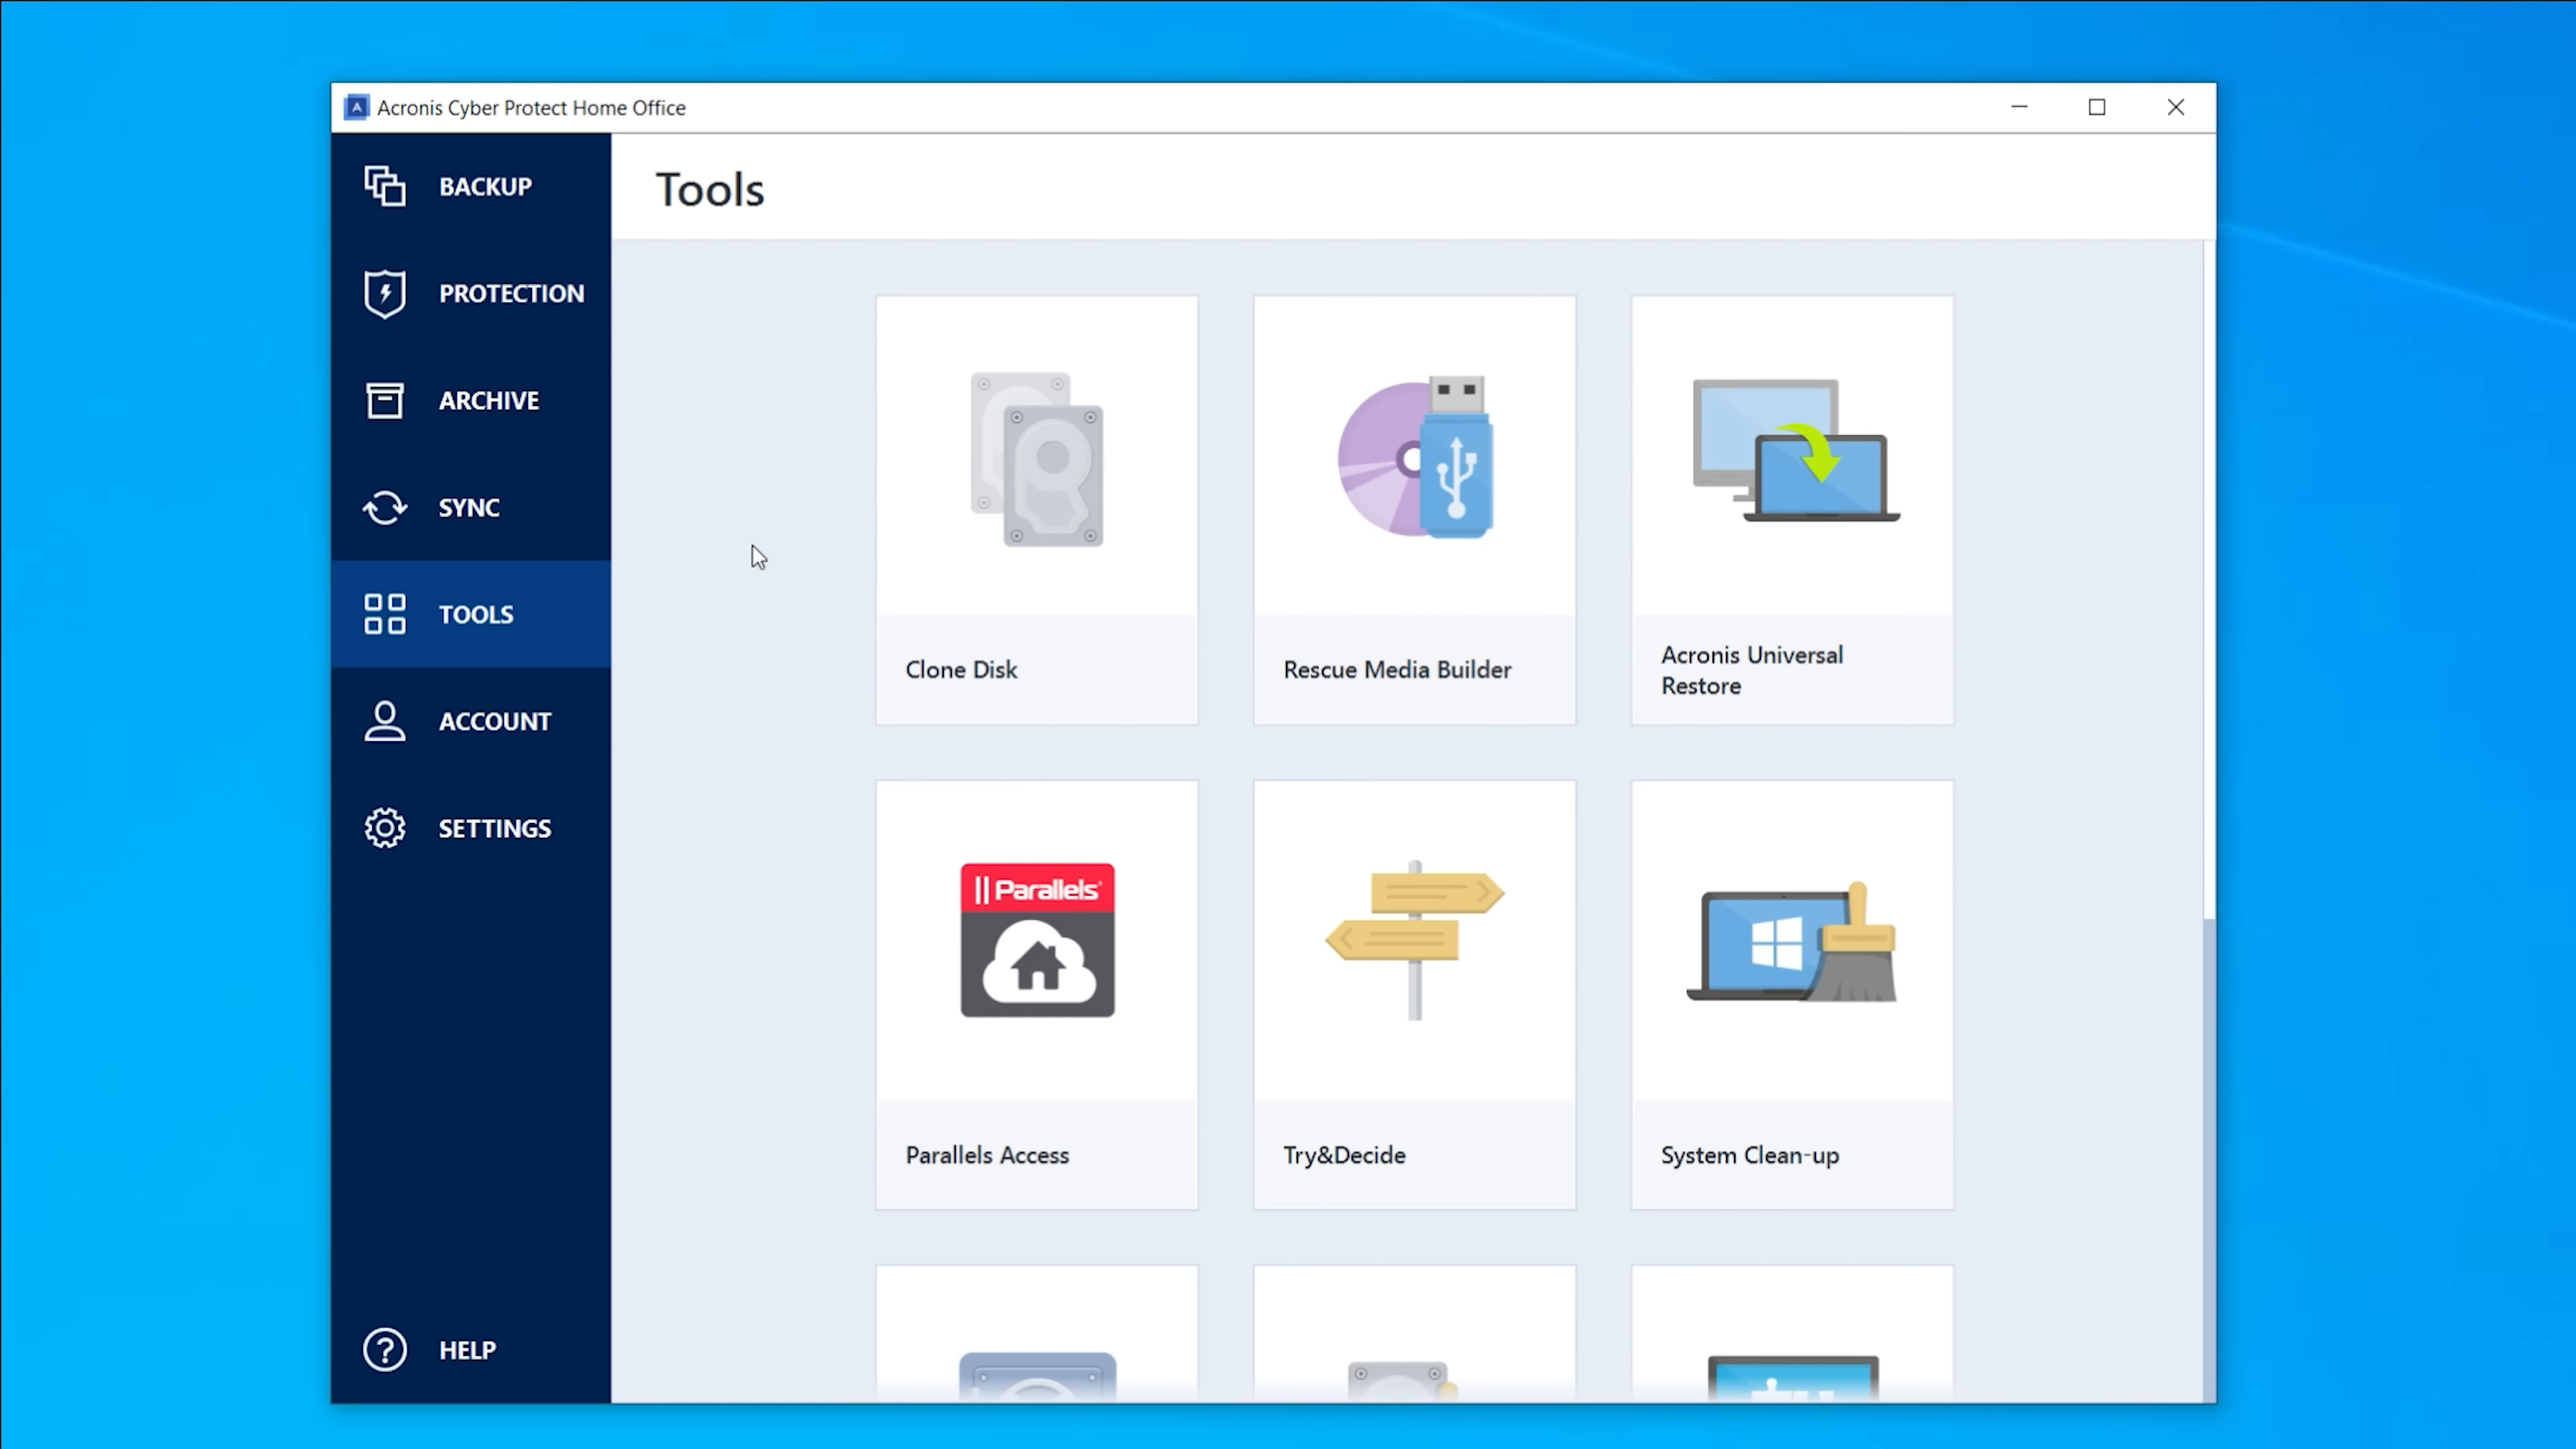 Acronis Cyber Protect Home Office
BACKUP
PROTECTION
ARCHIVE
SYNC
TOOLS
ACCOUNT
SETTINGS
HELP
Tools
Clone Disk
Rescue Media Builder
Acronis Universal
Restore
Parallels
Parallels Access
Try&Decide
System Clean-up